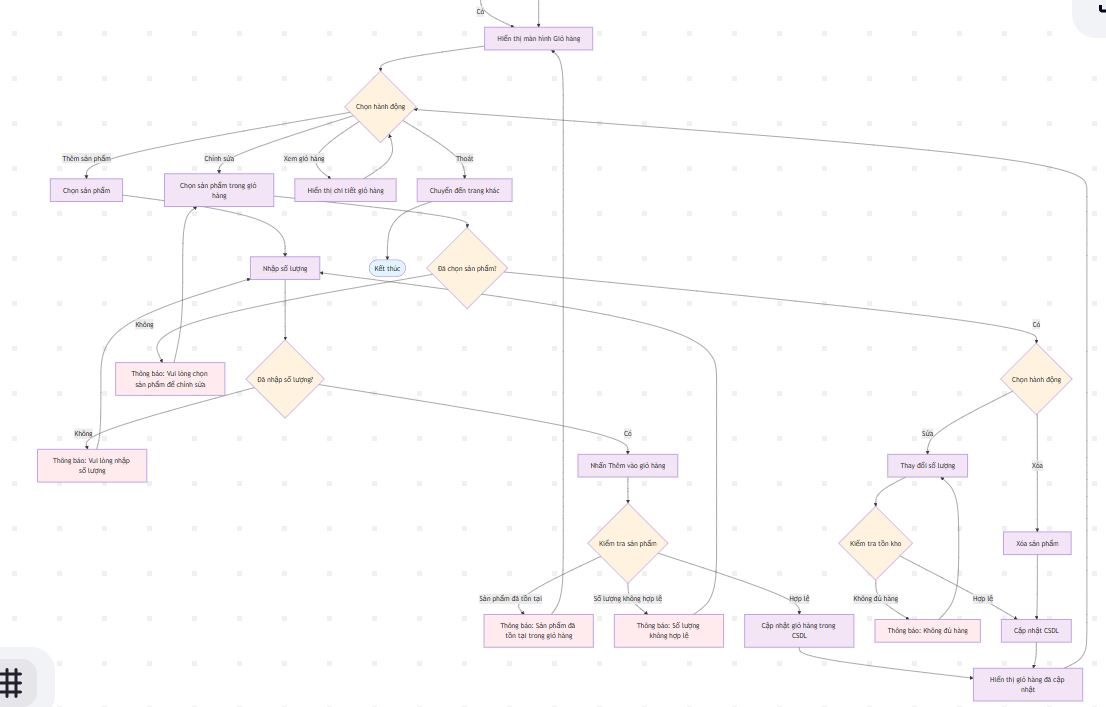 Có
Hiển thị màn hình Giỏ hàng
Chọn hành động
Thêm sản phẩm
Chỉnh sửa
Xem giỏ hàng
Thoát
Chọn sản phẩm
Chọn sản phẩm trong giỏ
hàng
Hiển thị chi tiết giỏ hàng
Chuyển đến trang khác
Nhập số lượng
Kết thúc
Đã chọn sản phẩm?
Không
Có
Thông báo: Vui lòng chọn
sản phẩm để chỉnh sửa
Đã nhập số lượng?
Chọn hành động
Không
Có
Sửa
Thông báo: Vui lòng nhập
số lượng
Nhấn Thêm vào giỏ hàng
Thay đổi số lượng
Xóa
Kiểm tra sản phẩm
Kiểm tra tồn kho
Xóa sản phẩm
Sản phẩm đã tồn tại
Số lượng không hợp lệ
Hợp lệ
Không đủ hàng
Hợp lệ
Thông báo: Sản phẩm đã
tồn tại trong giỏ hàng
Thông báo: Số lượng
không hợp lệ
Cập nhật giỏ hàng trong
CSDL
Thông báo: Không đủ hàng
Cập nhật CSDL
Hiển thị giỏ hàng đã cập
nhật